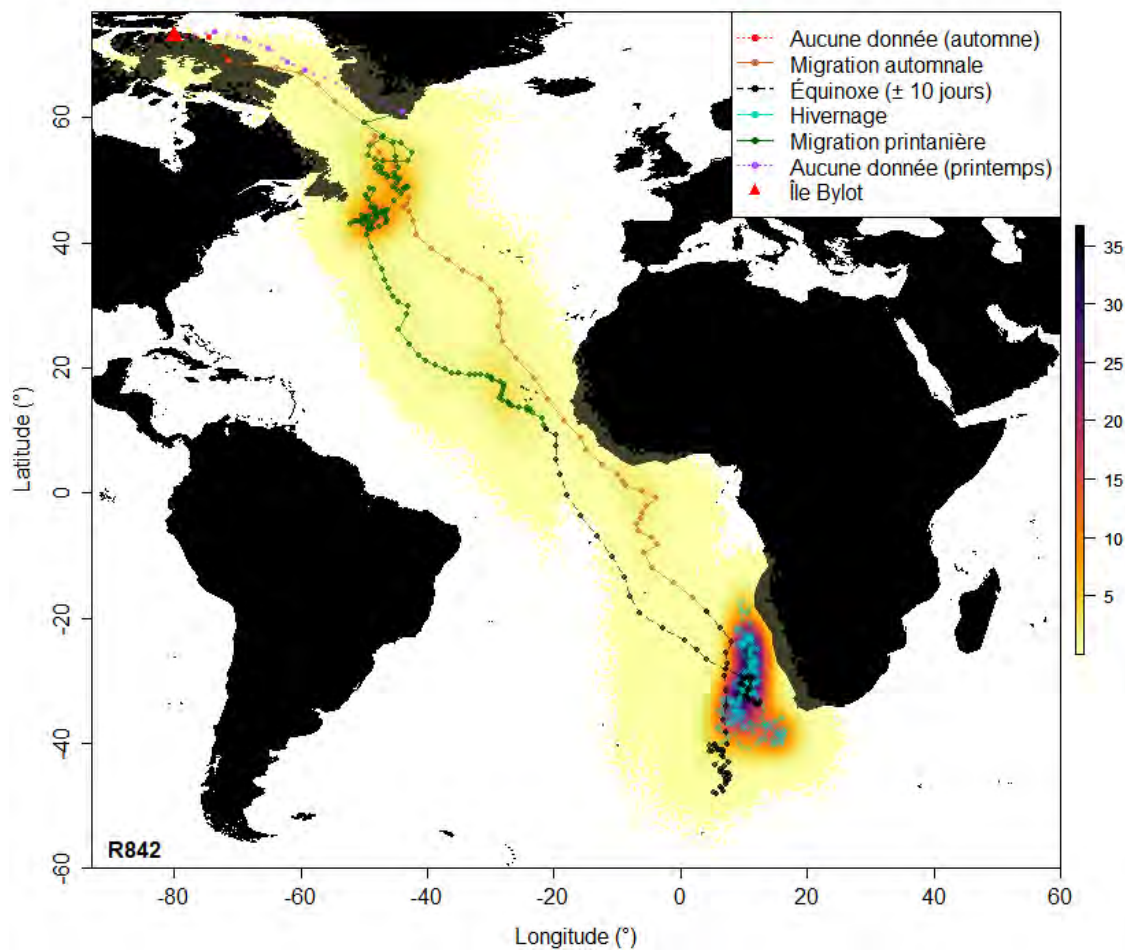 Aucune donnée (automne)
Migration automnale
Équinoxe (± 10 jours)
Hivernage
Migration printanière
Aucune donnée (printemps)
Île Bylot
60
40
20
0
-20
-40
-60
Latitude (°)
35
30
25
20
15
10
5
R842
-80
-60
-40
-20
0
20
40
60
Longitude (°)